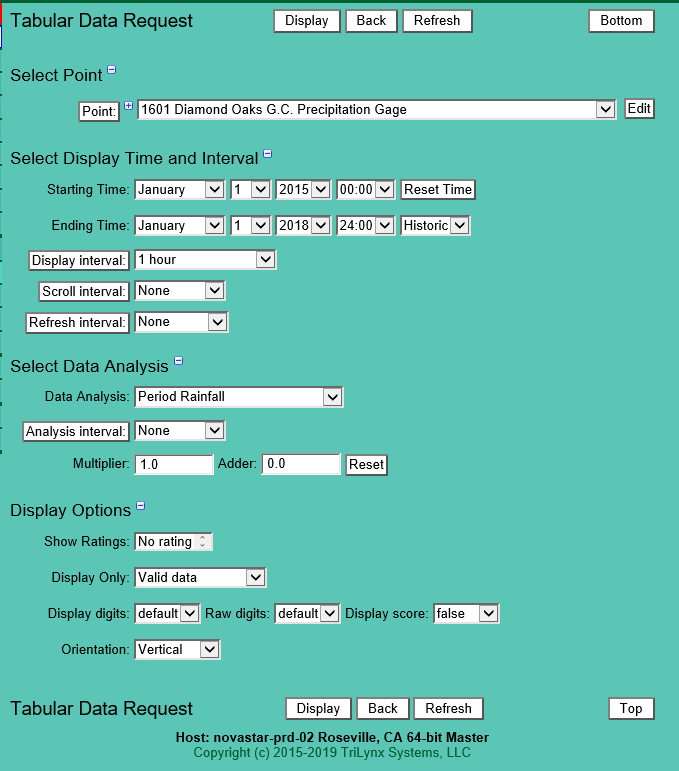 Tabular Data Request Display Back Refresh Bottom
Select Point
Point: 1601 Diamond Oaks G.C. Precipitation Gage Edit
Select Display Time and Interval
Starting Time: January 1 2015 00:00 Reset Time
Ending Time: January 1 2018 24:00 Historic
Display interval: 1 hour
Scroll interval: None
Refresh interval: None
Select Data Analysis
Data Analysis: Period Rainfall
Analysis interval: None
Multiplier: 1.0 Adder: 0.0 Reset
Display Options
Show Ratings: No rating
Display Only: Valid data
Display digits: default Raw digits: default Display score: false
Orientation: Vertical
Tabular Data Request Display Back Refresh Top
Host: novastar-prd-02 Roseville, CA 64-bit Master
Copyright (c) 2015-2019 TriLynx Systems, LLC